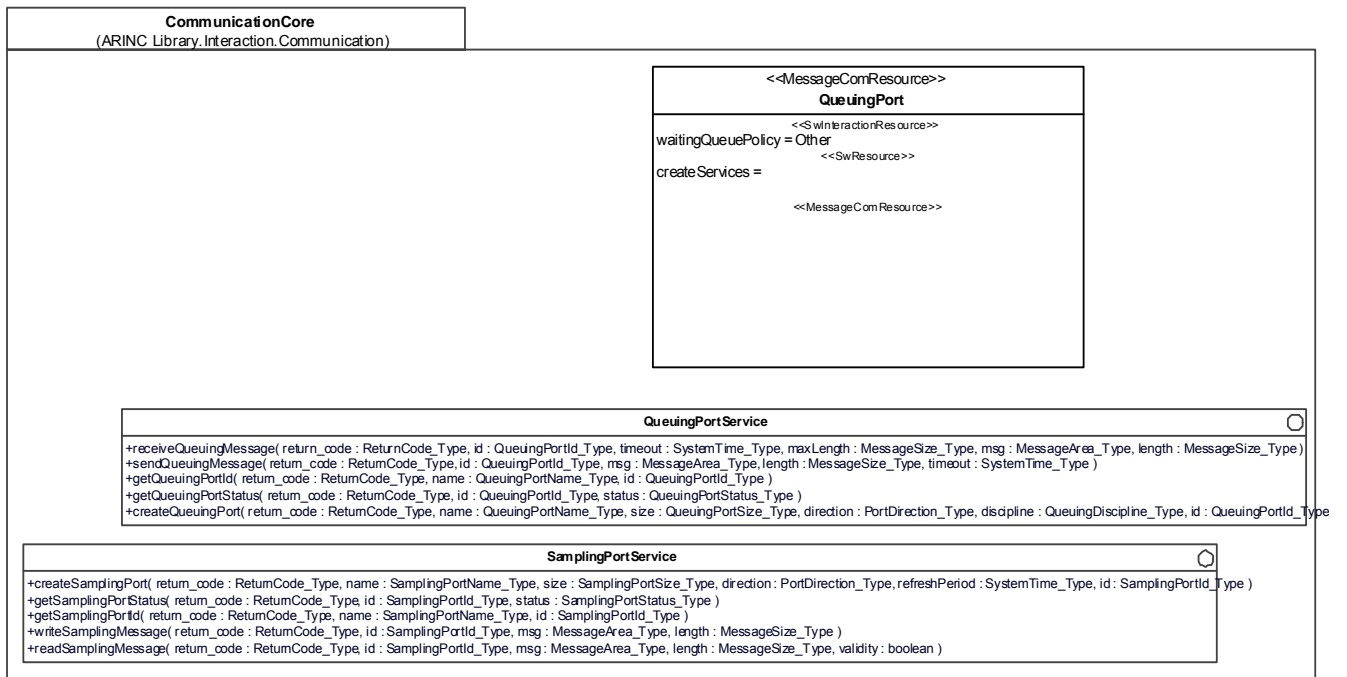 CommunicationCore
(ARINC Library.Interaction.Communication)
<<MessageComResource>>
QueuingPort
<<SwInteractionResource>>
waitingQueuePolicy = Other
<<SwResource>>
createServices =
<<MessageComResource>>
QueuingPortService
+receiveQueuingMessage( return_code : ReturnCode_Type, id : QueuingPortId_Type, timeout : SystemTime_Type, maxLength : MessageSize_Type, msg : MessageArea_Type, length : MessageSize_Type )
+sendQueuingMessage( return_code : ReturnCode_Type, id : QueuingPortId_Type, msg : MessageArea_Type, length : MessageSize_Type, timeout : SystemTime_Type )
+getQueuingPortId( return_code : ReturnCode_Type, name : QueuingPortName_Type, id : QueuingPortId_Type )
+getQueuingPortStatus( return_code : ReturnCode_Type, id : QueuingPortId_Type, status : QueuingPortStatus_Type )
+createQueuingPort( return_code : ReturnCode_Type, name : QueuingPortName_Type, size : QueuingPortSize_Type, direction : PortDirection_Type, discipline : QueuingDiscipline_Type, id : QueuingPortId_Type
SamplingPortService
+createSamplingPort( return_code : ReturnCode_Type, name : SamplingPortName_Type, size : SamplingPortSize_Type, direction : PortDirection_Type, refreshPeriod : SystemTime_Type, id : SamplingPortId_Type )
+getSamplingPortStatus( return_code : ReturnCode_Type, id : SamplingPortId_Type, status : SamplingPortStatus_Type )
+getSamplingPortId( return_code : ReturnCode_Type, name : SamplingPortName_Type, id : SamplingPortId_Type )
+writeSamplingMessage( return_code : ReturnCode_Type, id : SamplingPortId_Type, msg : MessageArea_Type, length : MessageSize_Type )
+readSamplingMessage( return_code : ReturnCode_Type, id : SamplingPortId_Type, msg : MessageArea_Type, length : MessageSize_Type, validity : boolean )